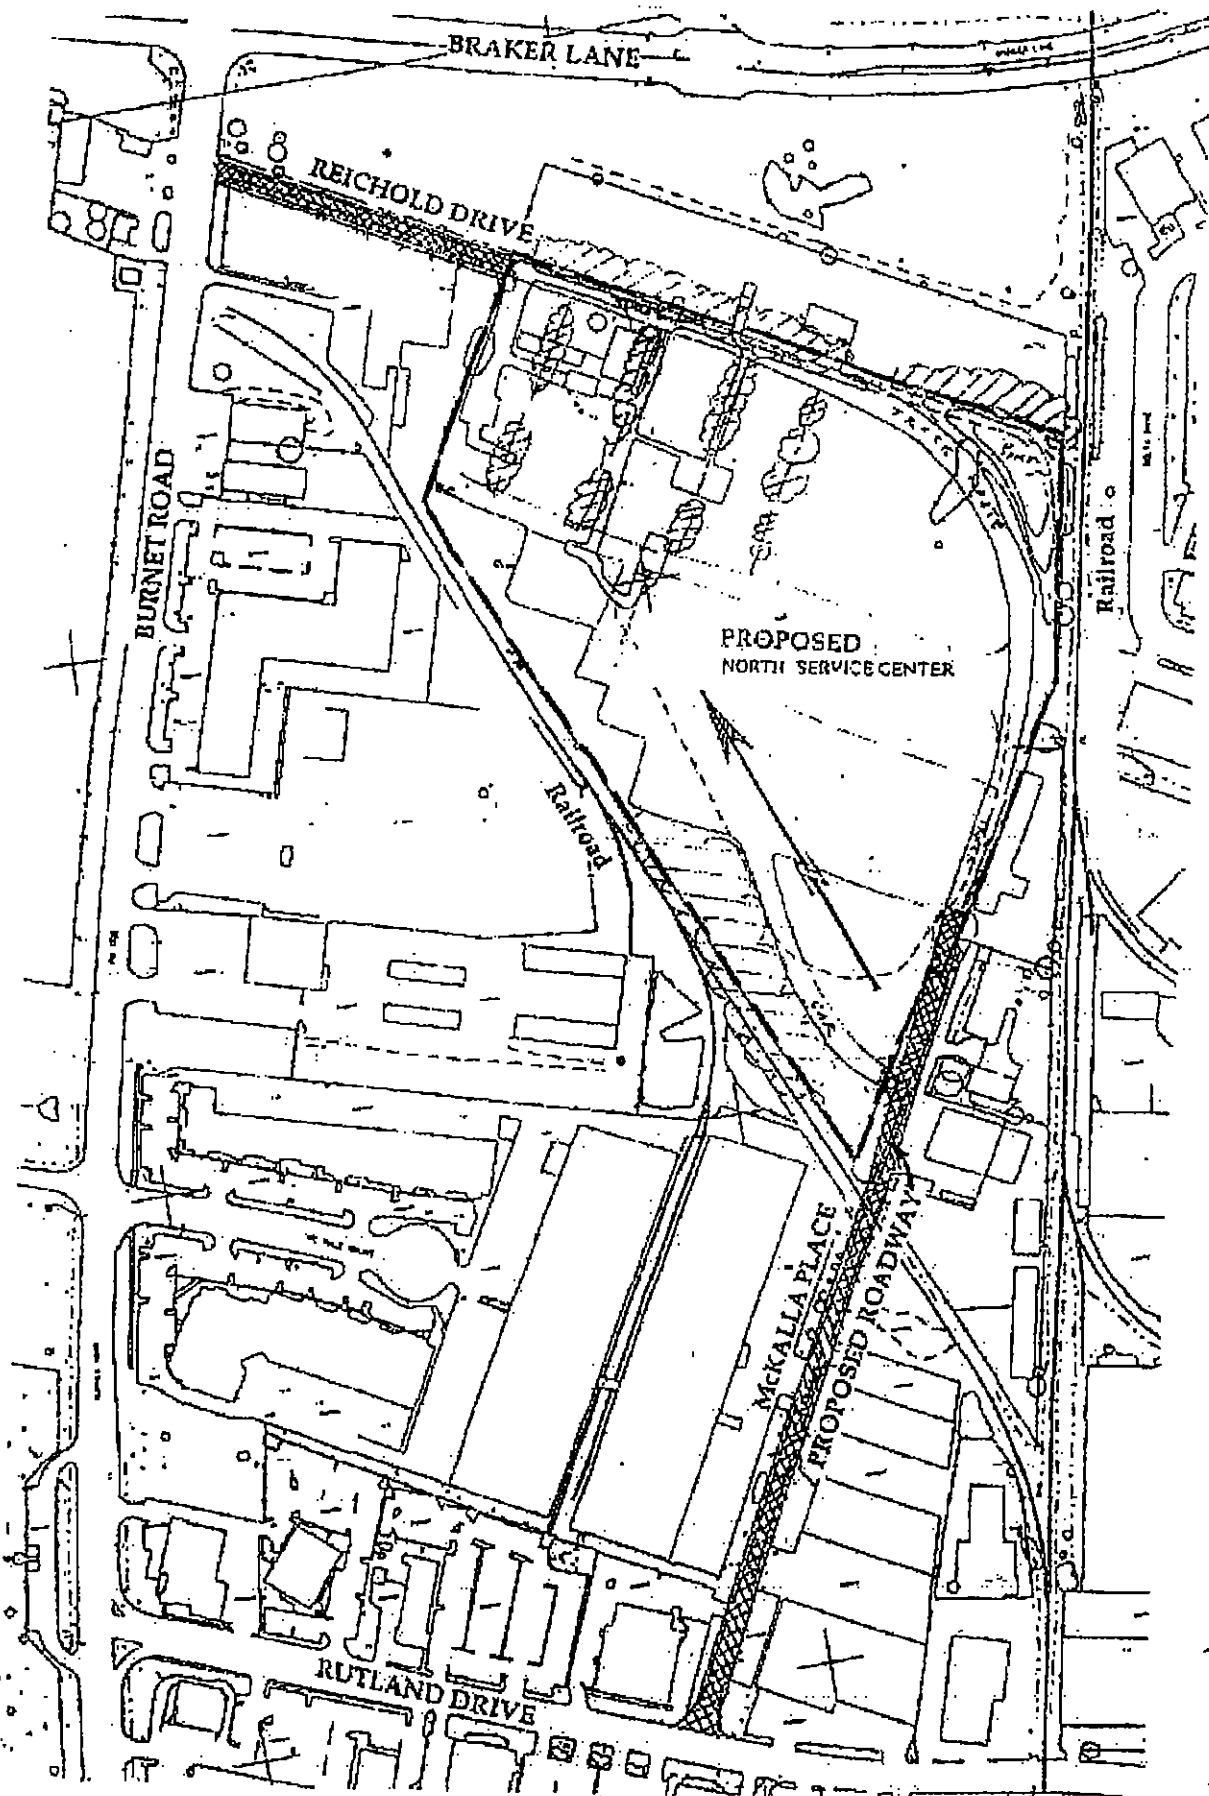 BRAKER LANE
REICHOLD DRIVE
BURNET ROAD
Railroad
PROPOSED
NORTH SERVICE CENTER
Railroad
McKALLA PLACE
PROPOSED ROADWAY
RUTLAND DRIVE